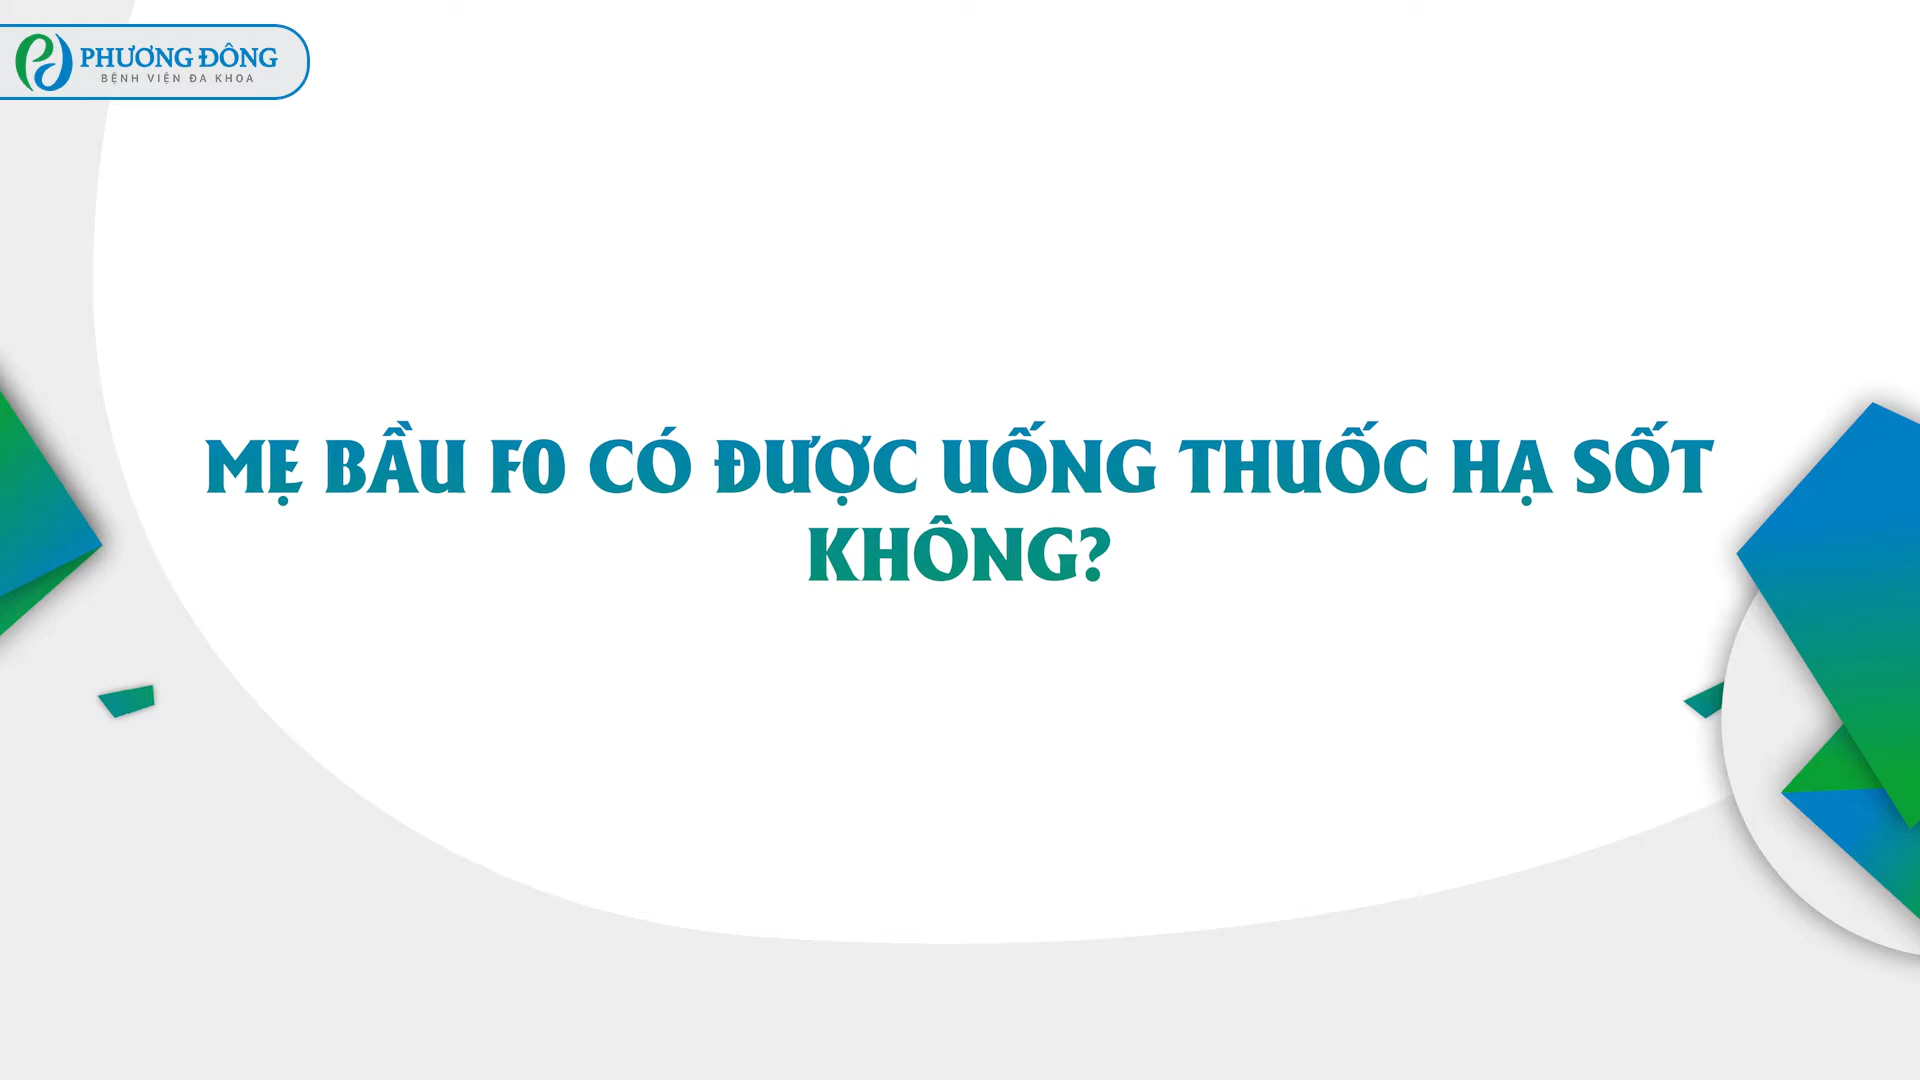 PHƯƠNG ĐÔNG
BỆNH VIỆN ĐA KHOA
MẸ BẦU F0 CÓ ĐƯỢC UỐNG THUỐC HẠ SỐT
KHÔNG?